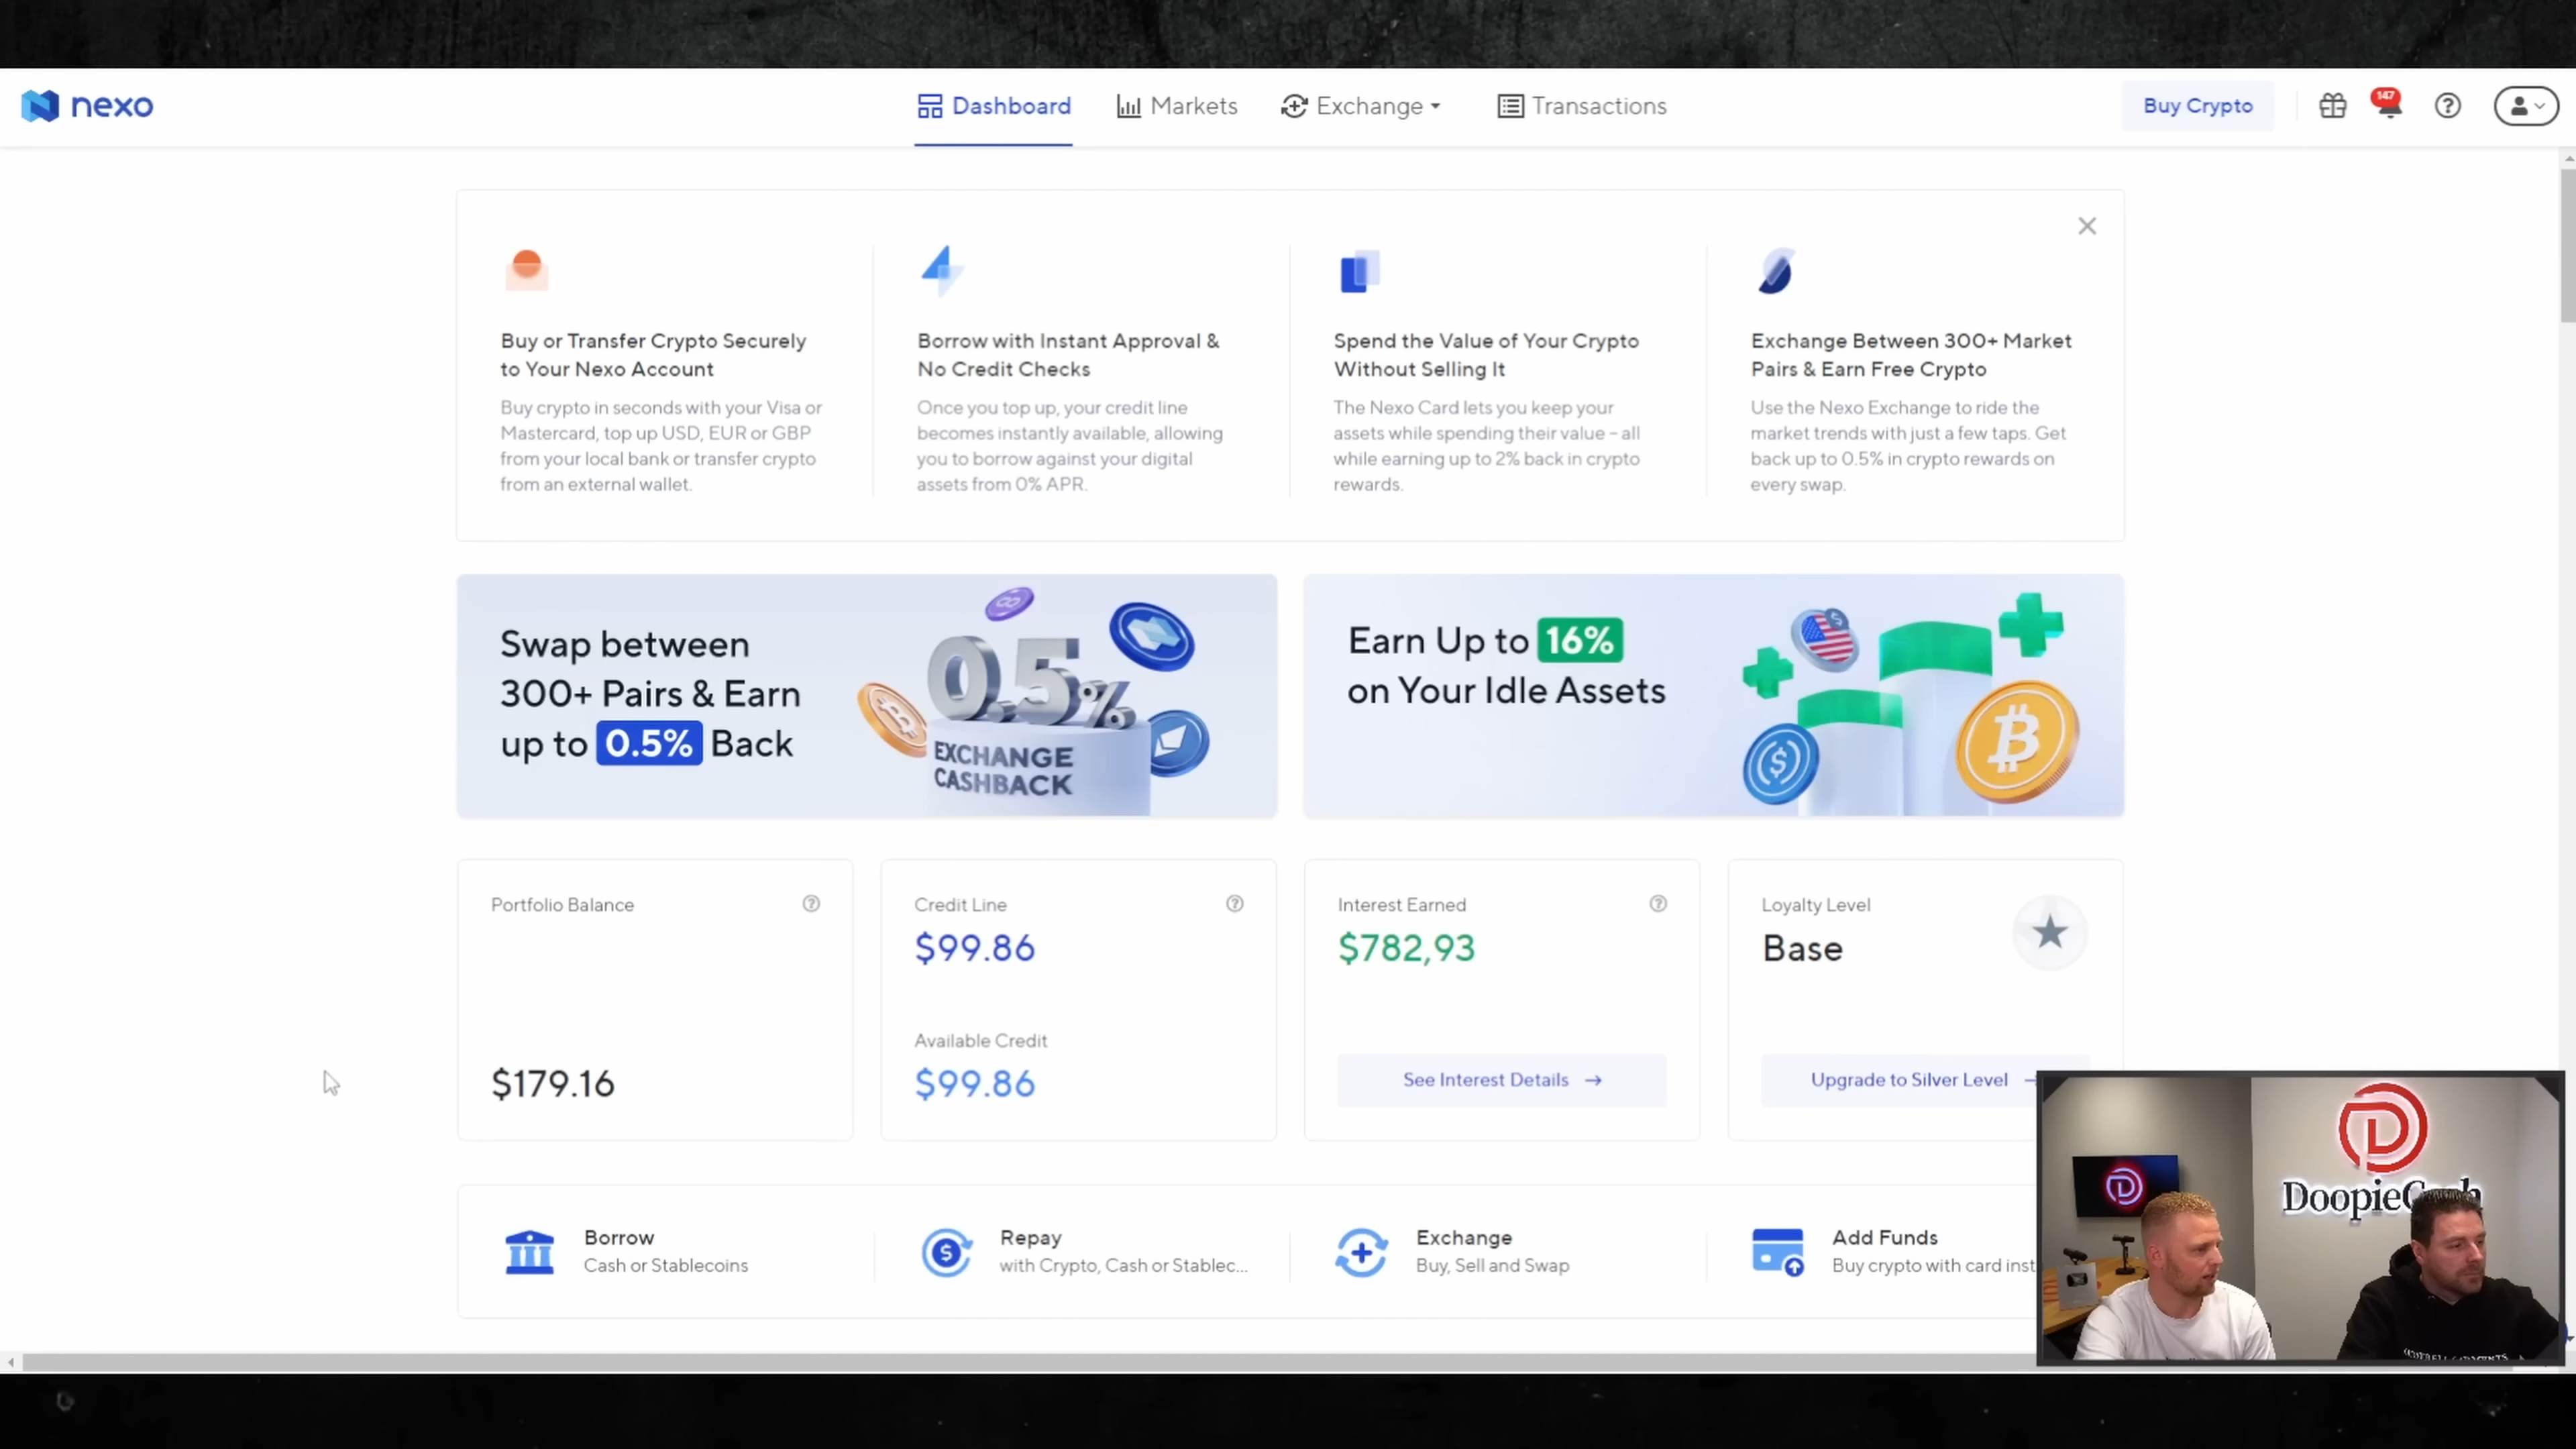 nexo
Dashboard
Markets
Exchange
Transactions
Buy Crypto
147
Buy or Transfer Crypto Securely
to Your Nexo Account
Buy crypto in seconds with your Visa or
Mastercard, top up USD, EUR or GBP
from your local bank or transfer crypto
from an external wallet.
Borrow with Instant Approval &
No Credit Checks
Once you top up, your credit line
becomes instantly available, allowing
you to borrow against your digital
assets from 0% APR.
Spend the Value of Your Crypto
Without Selling It
The Nexo Card lets you keep your
assets while spending their value – all
while earning up to 2% back in crypto
rewards.
Exchange Between 300+ Market
Pairs & Earn Free Crypto
Use the Nexo Exchange to ride the
market trends with just a few taps. Get
back up to 0.5% in crypto rewards on
every swap.
Swap between
300+ Pairs & Earn
up to 0.5% Back
0.5%
EXCHANGE
CASHBACK
Earn Up to 16%
on Your Idle Assets
Portfolio Balance
$179.16
Credit Line
$99.86
Available Credit
$99.86
Interest Earned
$782,93
See Interest Details →
Loyalty Level
Base
Upgrade to Silver Level
Borrow
Cash or Stablecoins
Repay
with Crypto, Cash or Stablec...
Exchange
Buy, Sell and Swap
Add Funds
Buy crypto with card inst